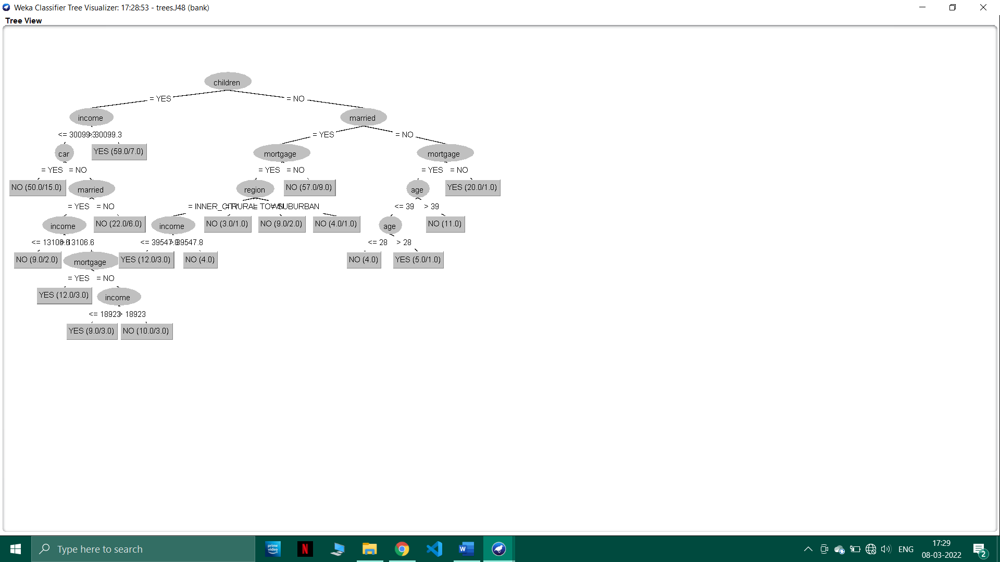 Weka Classifier Tree Visualizer: 17:28:53 - trees.J48 (bank)
Tree View
children
= YES = NO
income married
<= 30099.3 > 30099.3 = YES = NO
car YES (59.0/7.0) mortgage mortgage
= YES = NO = YES = NO = YES = NO
NO (50.0/15.0) married region NO (57.0/9.0) age YES (20.0/1.0)
= YES = NO = INNER_CITY = RURAL = TOWN = SUBURBAN <= 39 > 39
income NO (22.0/6.0) income NO (3.0/1.0) NO (9.0/2.0) NO (4.0/1.0) age NO (11.0)
<= 13106.6 > 13106.6 <= 39547.8 > 39547.8 <= 28 > 28
NO (9.0/2.0) mortgage YES (12.0/3.0) NO (4.0) NO (4.0) YES (5.0/1.0)
= YES = NO
YES (12.0/3.0) income
<= 18923 > 18923
YES (9.0/3.0) NO (10.0/3.0)
Type here to search
prime video
N
W
ENG
17:29
08-03-2022
2